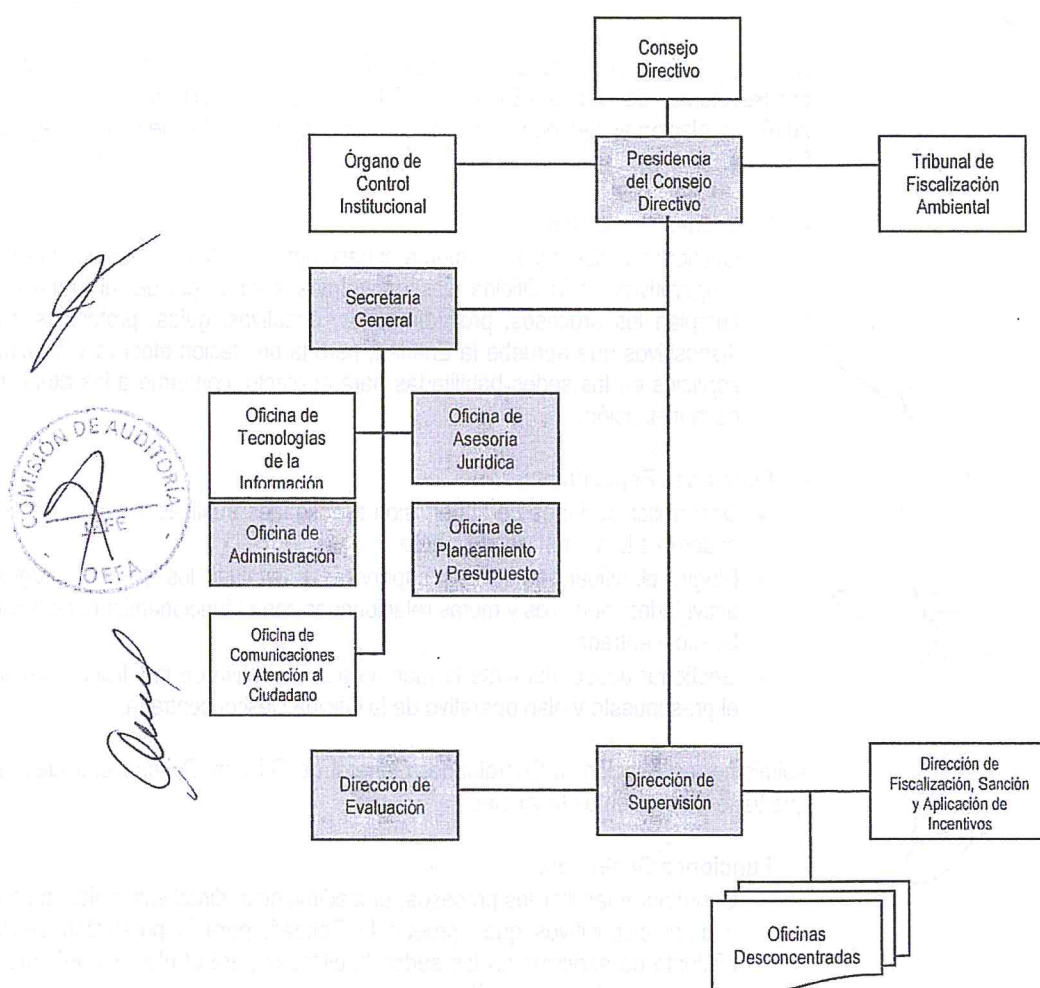 Consejo
Directivo
Órgano de
Control
Institucional
Presidencia
del Consejo
Directivo
Tribunal de
Fiscalización
Ambiental
Secretaría
General
Oficina de
Tecnologías
de la
Información
Oficina de
Asesoría
Jurídica
Oficina de
Administración
Oficina de
Planeamiento
y Presupuesto
Oficina de
Comunicaciones
y Atención al
Ciudadano
COMISIÓN DE AUDITORÍA
JEFE
OEFA
Dirección de
Evaluación
Dirección de
Supervisión
Dirección de
Fiscalización, Sanción
y Aplicación de
Incentivos
Oficinas
Desconcentradas